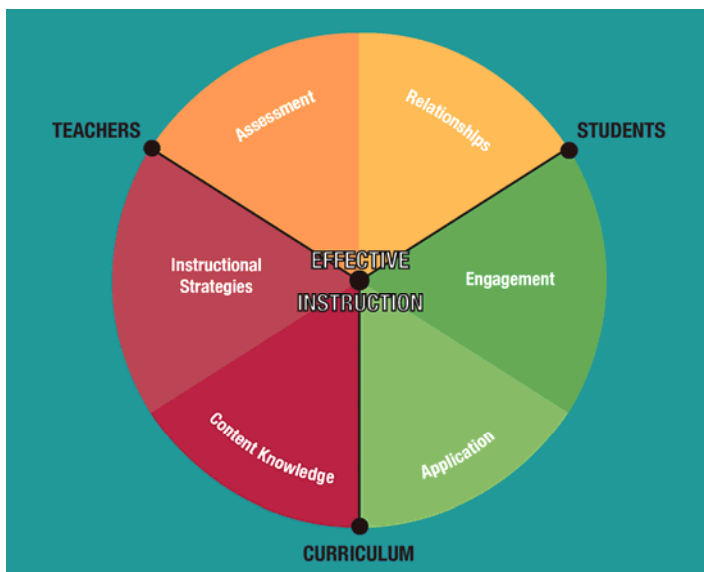 Assessment
Relationships
TEACHERS
STUDENTS
EFFECTIVE
Instructional
Strategies
Engagement
INSTRUCTION
Content Knowledge
Application
CURRICULUM